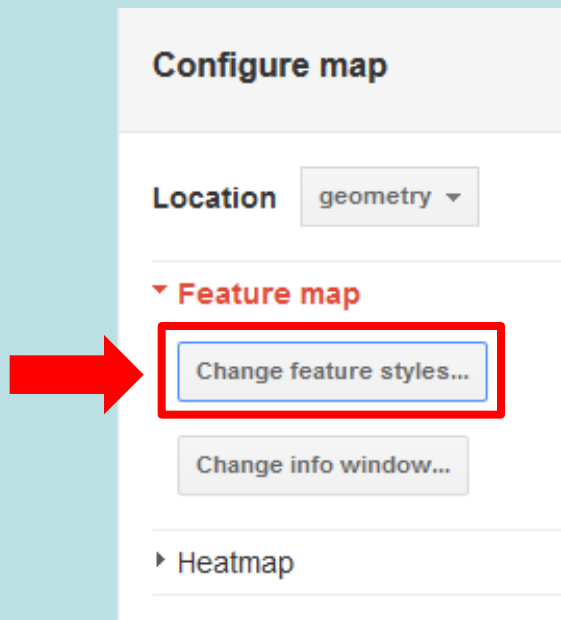 Configure map
Location geometry
Feature map
Change feature styles...
Change info window...
Heatmap